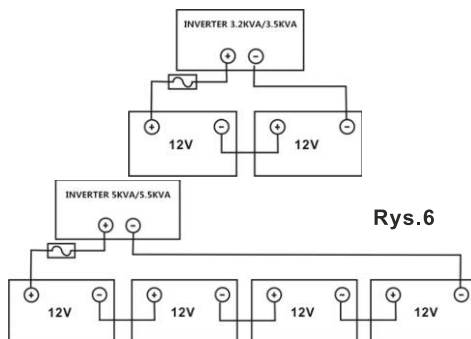 INVERTER 3.2KVA/3.5KVA
+ −
+ − + −
12V 12V
INVERTER 5KVA/5.5KVA
Rys.6
+ −
+ − + − + − + −
12V 12V 12V 12V